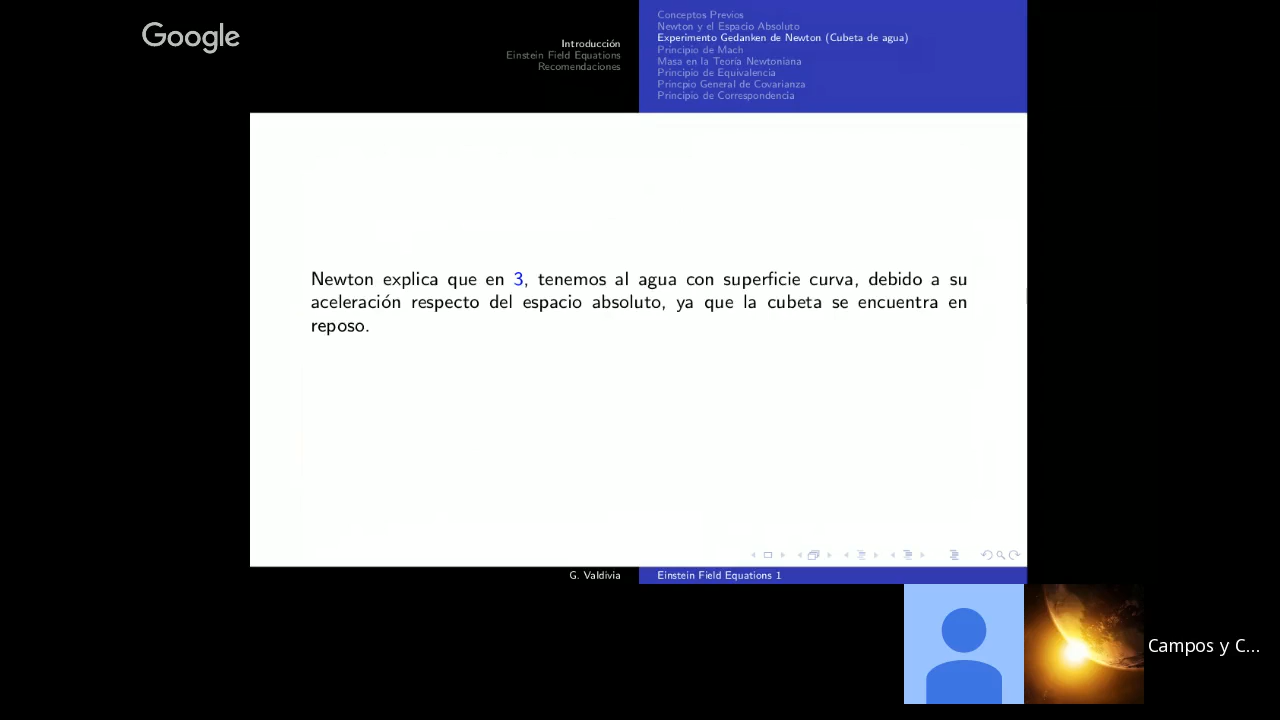 Google
Introducción
Einstein Field Equations
Recomendaciones
Conceptos Previos
Newton y el Espacio Absoluto
Experimento Gedanken de Newton (Cubeta de agua)
Principio de Mach
Masa en la Teoría Newtoniana
Principio de Equivalencia
Princpio General de Covarianza
Principio de Correspondencia
Newton explica que en 3, tenemos al agua con superficie curva, debido a su
aceleración respecto del espacio absoluto, ya que la cubeta se encuentra en
reposo.
G. Valdivia
Einstein Field Equations 1
Campos y C...